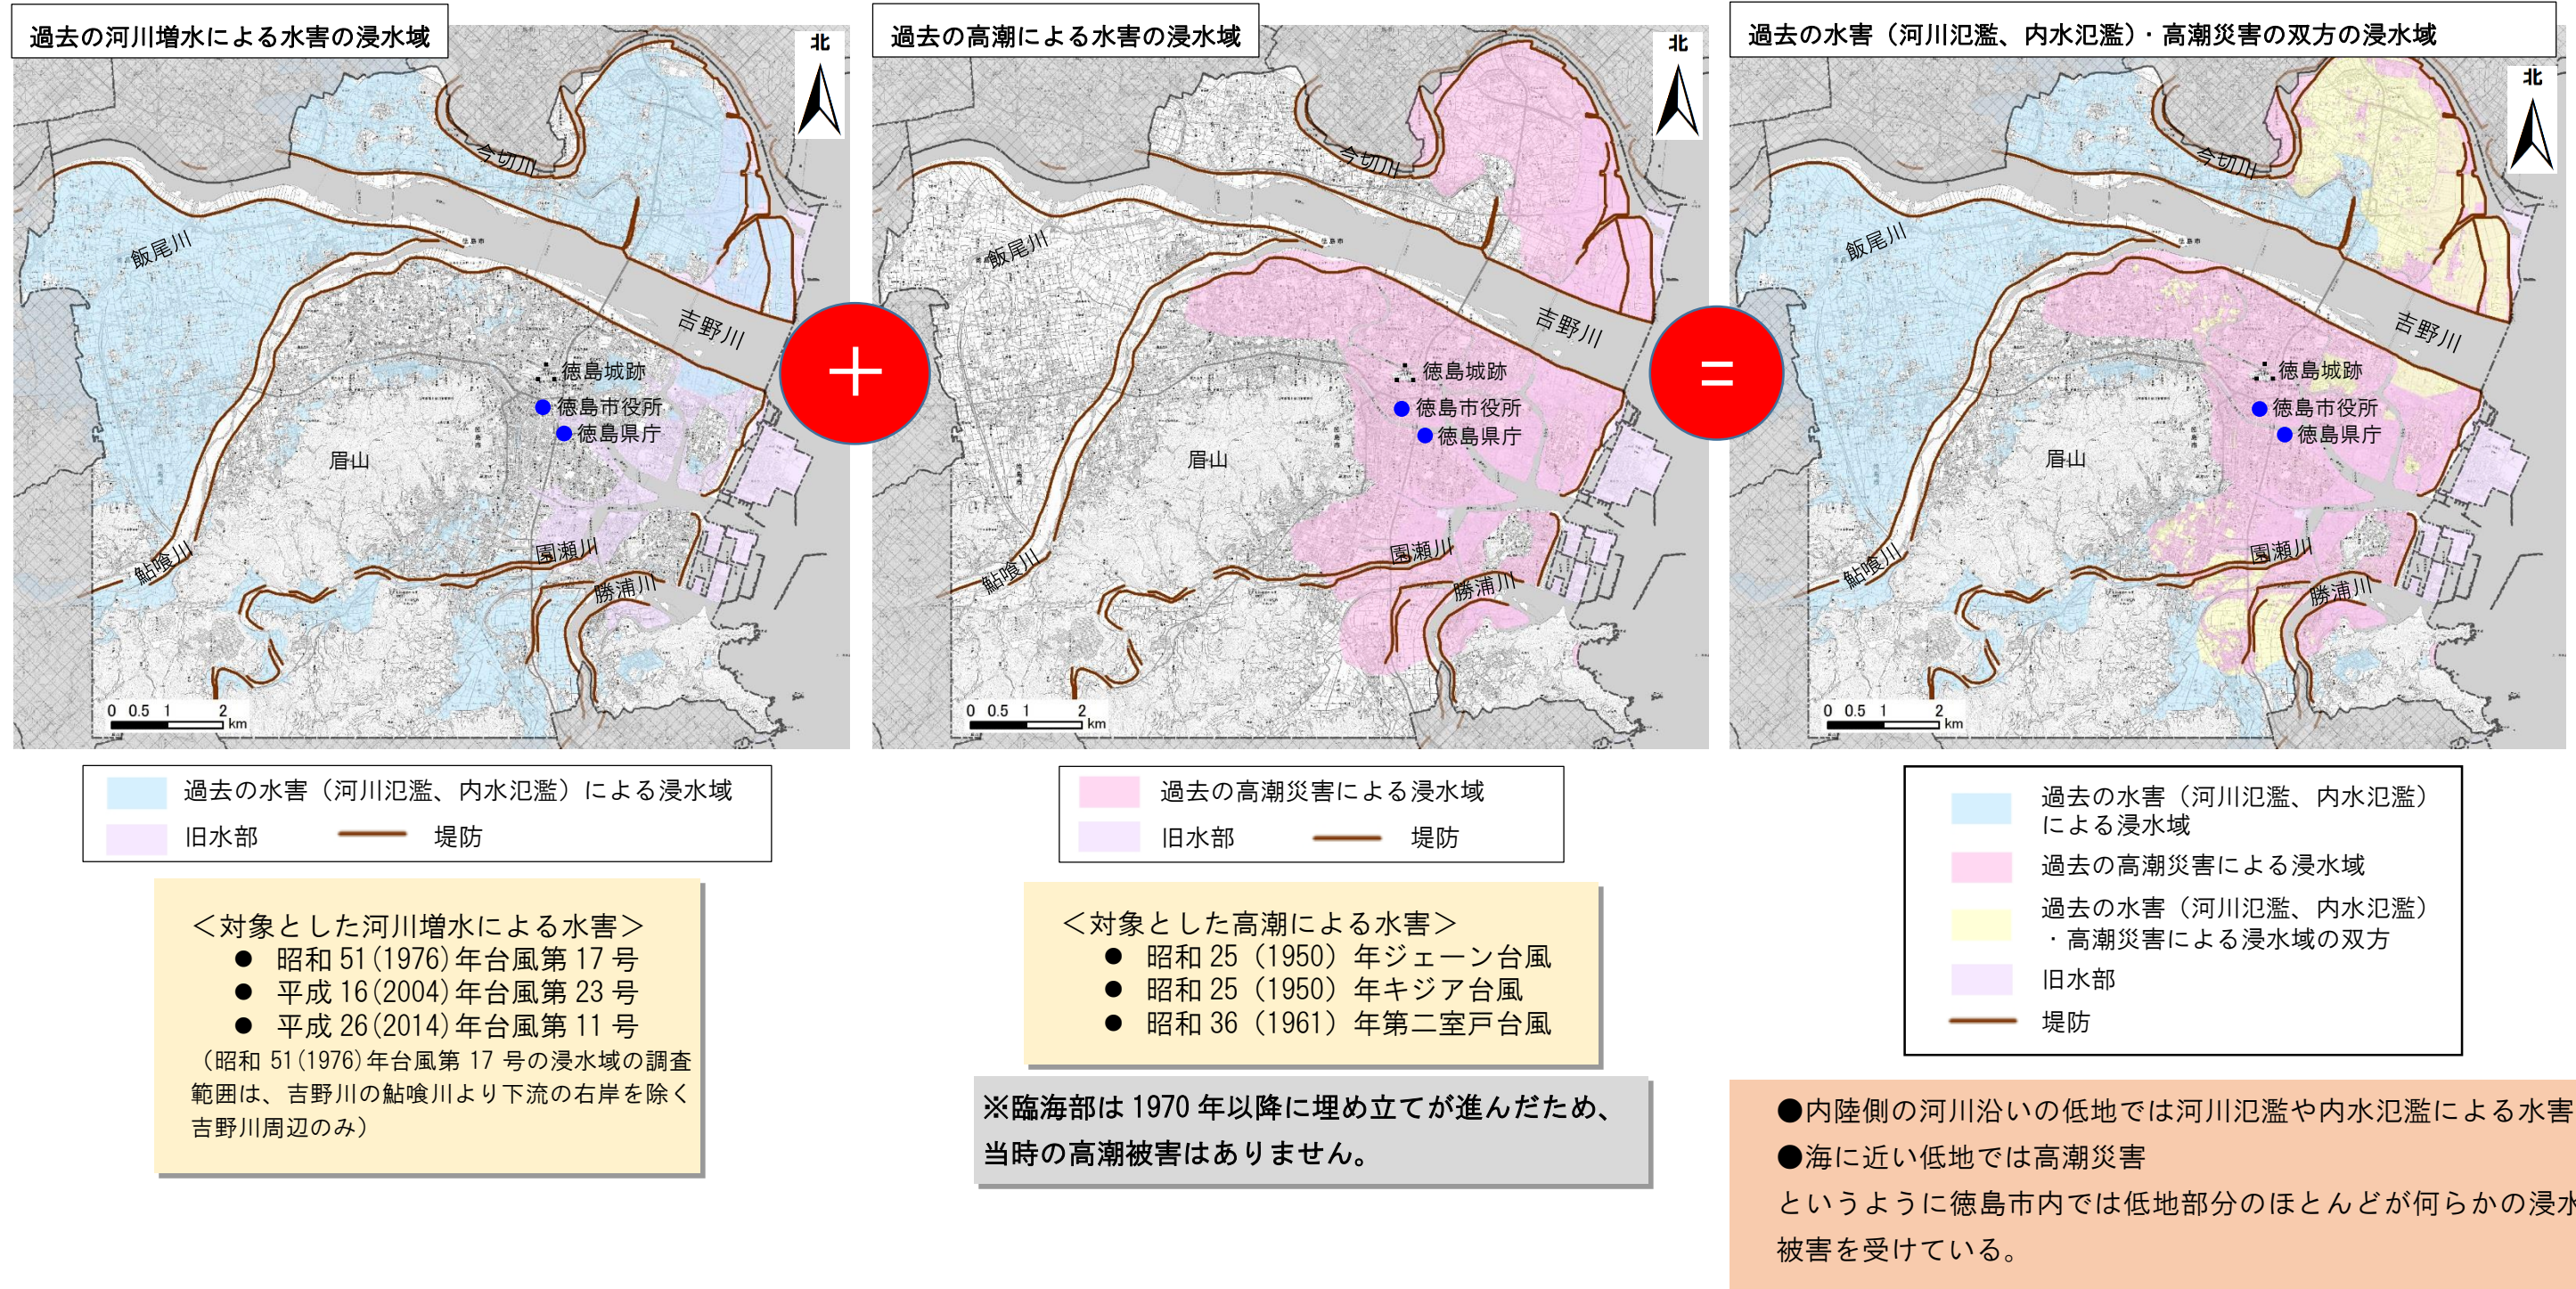 過去の河川増水による水害の浸水域
北
今切川
飯尾川
吉野川
徳島城跡
徳島市役所
徳島県庁
眉山
鮎喰川
園瀬川
勝浦川
0 0.5 1 2
km
過去の水害（河川氾濫、内水氾濫）による浸水域
旧水部 堤防
＜対象とした河川増水による水害＞
● 昭和 51(1976)年台風第 17 号
● 平成 16(2004)年台風第 23 号
● 平成 26(2014)年台風第 11 号
（昭和 51(1976)年台風第 17 号の浸水域の調査
範囲は、吉野川の鮎喰川より下流の右岸を除く
吉野川周辺のみ）
＋
過去の高潮による水害の浸水域
北
今切川
飯尾川
吉野川
徳島城跡
徳島市役所
徳島県庁
眉山
鮎喰川
園瀬川
勝浦川
0 0.5 1 2
km
過去の高潮災害による浸水域
旧水部 堤防
＜対象とした高潮による水害＞
● 昭和 25（1950）年ジェーン台風
● 昭和 25（1950）年キジア台風
● 昭和 36（1961）年第二室戸台風
※臨海部は 1970 年以降に埋め立てが進んだため、
当時の高潮被害はありません。
＝
過去の水害（河川氾濫、内水氾濫）・高潮災害の双方の浸水域
北
今切川
飯尾川
吉野川
徳島城跡
徳島市役所
徳島県庁
眉山
鮎喰川
園瀬川
勝浦川
0 0.5 1 2
km
過去の水害（河川氾濫、内水氾濫）
による浸水域
過去の高潮災害による浸水域
過去の水害（河川氾濫、内水氾濫）
・高潮災害による浸水域の双方
旧水部
堤防
●内陸側の河川沿いの低地では河川氾濫や内水氾濫による水害
●海に近い低地では高潮災害
というように徳島市内では低地部分のほとんどが何らかの浸水
被害を受けている。